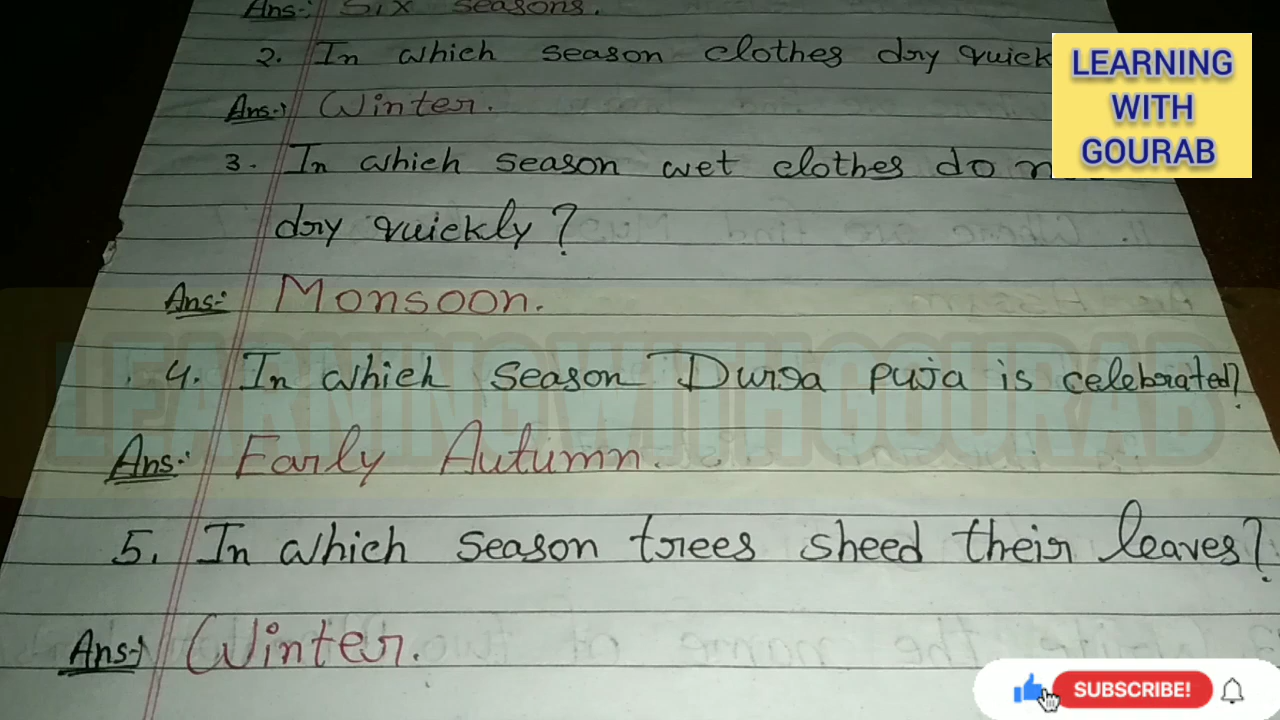 Ans:- Six seasons.
2. In which season clothes dry quick
LEARNING
WITH
GOURAB
Ans:- Winter.
3. In which season wet clothes do
dry quickly?
Ans:- Monsoon.
LEARNINGWITHGOURAB
4. In which season Durga puja is celebrated?
Ans:- Early Autumn.
5. In which season trees sheed their leaves?
Ans:- Winter.
SUBSCRIBE!